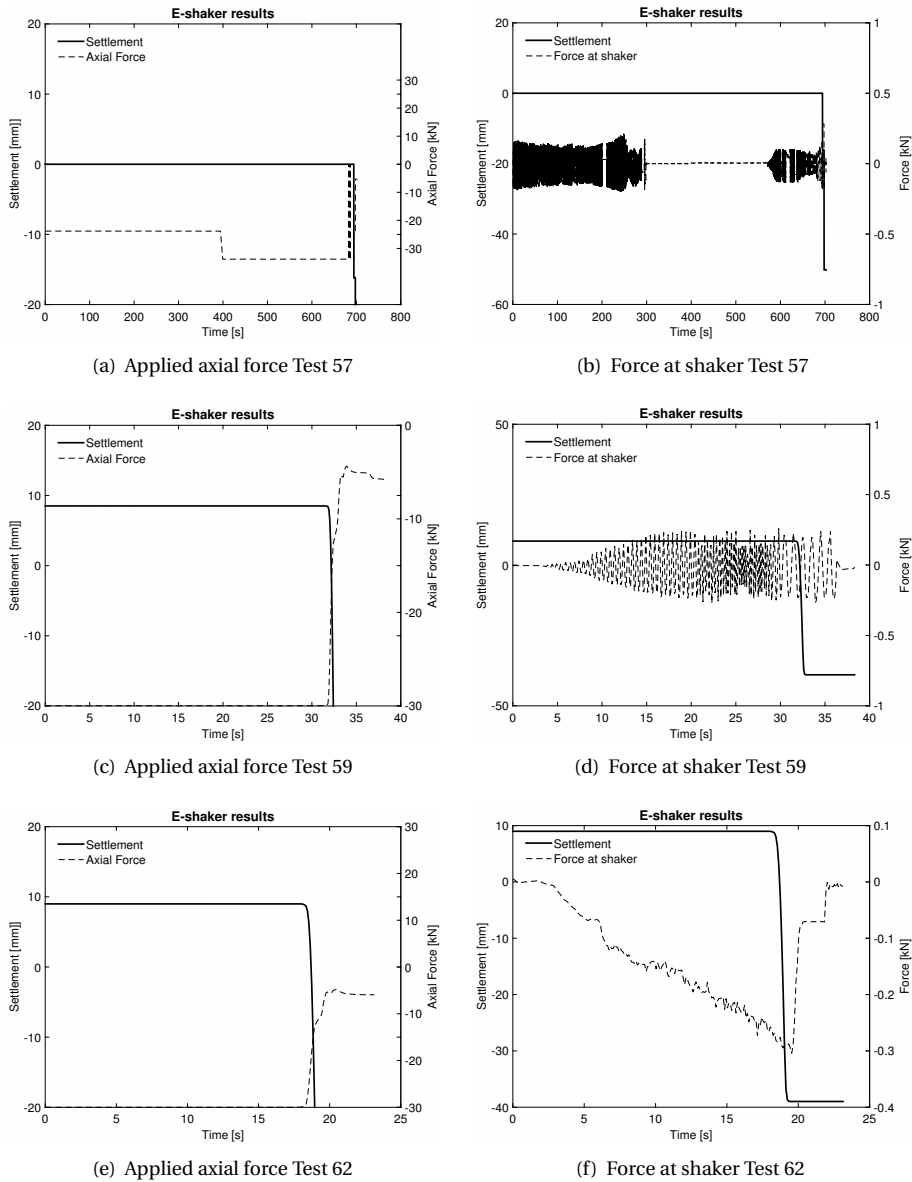 E-shaker results
20
10
0
-10
-20
Settlement [mm]]
Settlement
Axial Force
30
25
20
10
0
-10
-20
-30
Axial Force [kN]
0 100 200 300 400 500 600 700 800
Time [s]
(a) Applied axial force Test 57
E-shaker results
20
0
-20
-40
-60
Settlement [mm]
Settlement
Force at shaker
1
0.5
0
-0.5
-1
Force [kN]
0 100 200 300 400 500 600 700 800
Time [s]
(b) Force at shaker Test 57
E-shaker results
20
10
0
-10
-20
Settlement [mm]]
Settlement
Axial Force
0
-10
-20
-30
Axial Force [kN]
0 5 10 15 20 25 30 35 40
Time [s]
(c) Applied axial force Test 59
E-shaker results
50
0
-50
Settlement [mm]
Settlement
Force at shaker
1
0.5
0
-0.5
-1
Force [kN]
0 5 10 15 20 25 30 35 40
Time [s]
(d) Force at shaker Test 59
E-shaker results
20
10
0
-10
-20
Settlement [mm]]
Settlement
Axial Force
30
20
10
0
-10
-20
-30
Axial Force [kN]
0 5 10 15 20 25
Time [s]
(e) Applied axial force Test 62
E-shaker results
10
0
-10
-20
-30
-40
Settlement [mm]
Settlement
Force at shaker
0.1
0
-0.1
-0.2
-0.3
-0.4
Force [kN]
0 5 10 15 20 25
Time [s]
(f) Force at shaker Test 62